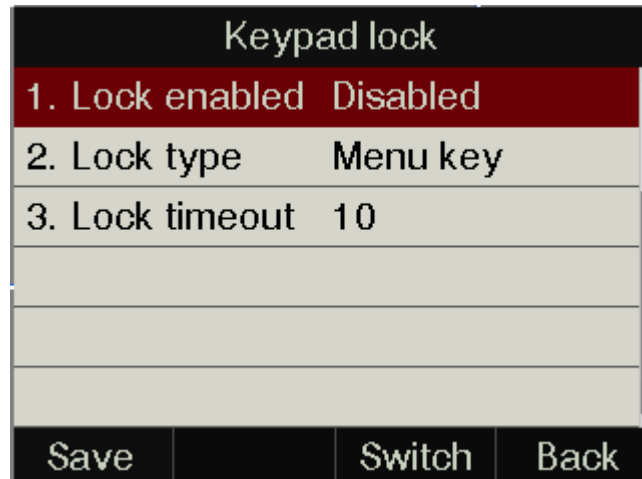 Keypad lock
1. Lock enabled Disabled
2. Lock type Menu key
3. Lock timeout 10
Save Switch Back